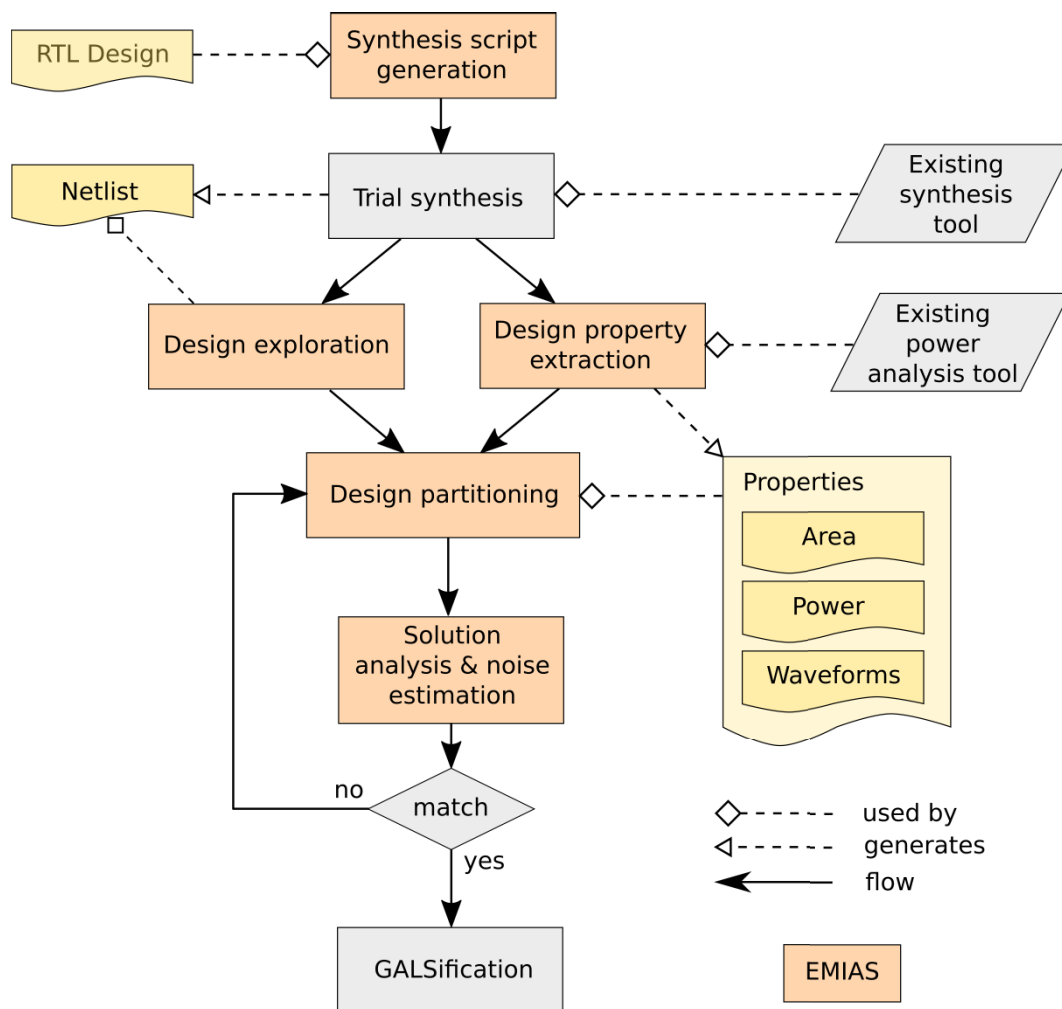 RTL Design
Synthesis script
generation
Netlist
Trial synthesis
Existing
synthesis
tool
Design exploration
Design property
extraction
Existing
power
analysis tool
Design partitioning
Properties
Area
Power
Waveforms
Solution
analysis & noise
estimation
no
match
yes
used by
generates
flow
GALSification
EMIAS